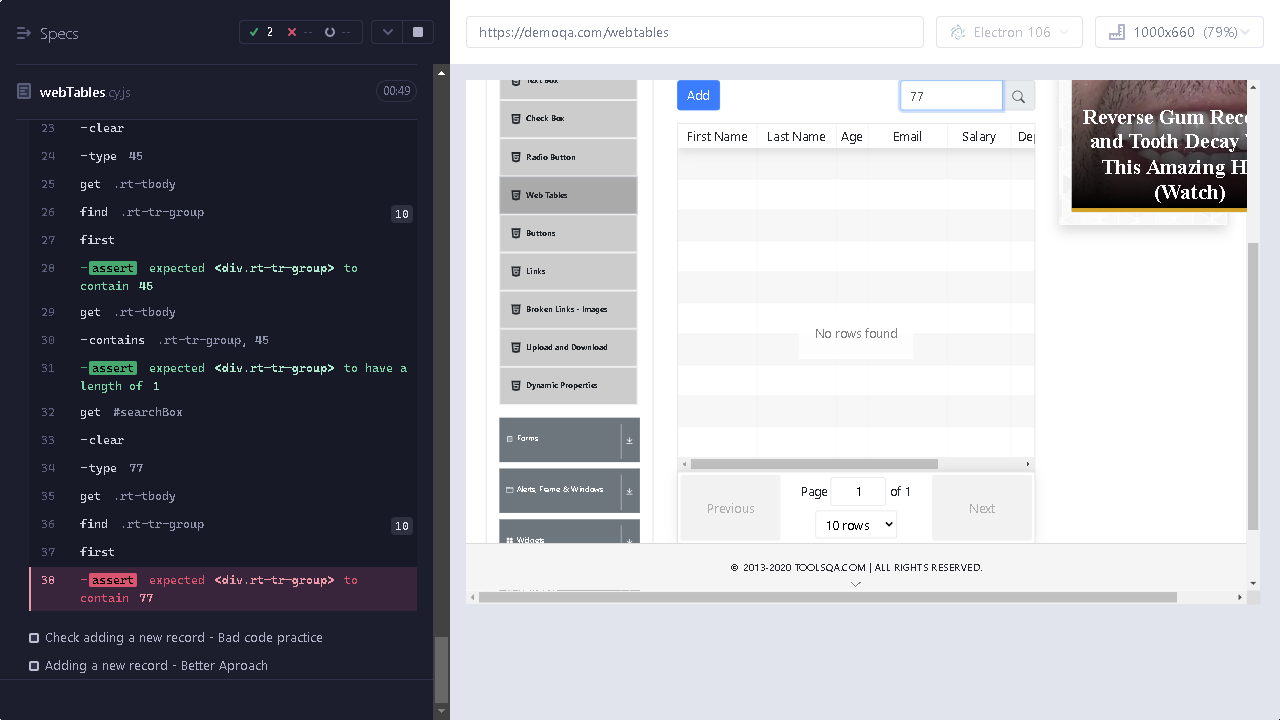 Specs
2
--
--
webTables.cy.js
00:49
23 -clear
24 -type 45
25 get .rt-tbody
26 find .rt-tr-group 10
27 first
28 -assert expected <div.rt-tr-group> to
contain 45
29 get .rt-tbody
30 -contains .rt-tr-group, 45
31 -assert expected <div.rt-tr-group> to have a
length of 1
32 get #searchBox
33 -clear
34 -type 77
35 get .rt-tbody
36 find .rt-tr-group 10
37 first
38 -assert expected <div.rt-tr-group> to
contain 77
Check adding a new record - Bad code practice
Adding a new record - Better Aproach
https://demoqa.com/webtables
Electron 106
1000x660 (79%)
Text Box
Check Box
Radio Button
Web Tables
Buttons
Links
Broken Links - Images
Upload and Download
Dynamic Properties
Forms
Alerts, Frame & Windows
Widgets
Add
77
First Name Last Name Age Email Salary Dep
No rows found
Previous
Page 1 of 1
10 rows
Next
Reverse Gum Rece
and Tooth Decay
This Amazing H
(Watch)
© 2013-2020 TOOLSQA.COM | ALL RIGHTS RESERVED.